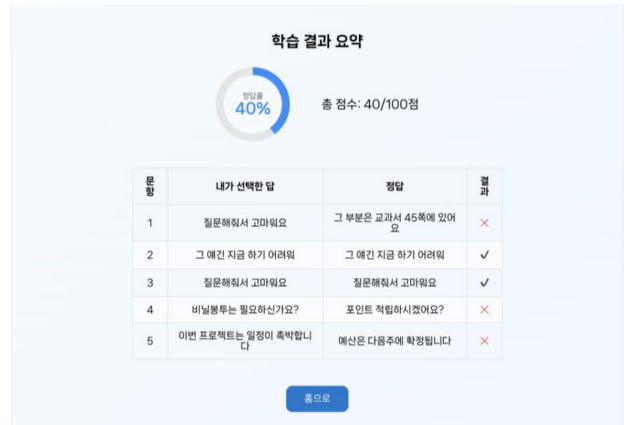 학습 결과 요약
정답률
40%
총 점수: 40/100점
문항 내가 선택한 답 정답 결과
1 질문해줘서 고마워요 그 부분은 교과서 45쪽에 있어
요
2 그 얘긴 지금 하기 어려워 그 얘긴 지금 하기 어려워
3 질문해줘서 고마워요 질문해줘서 고마워요
4 비닐봉투는 필요하신가요? 포인트 적립하시겠어요?
5 이번 프로젝트는 일정이 촉박합니
다 예산은 다음주에 확정됩니다
홈으로